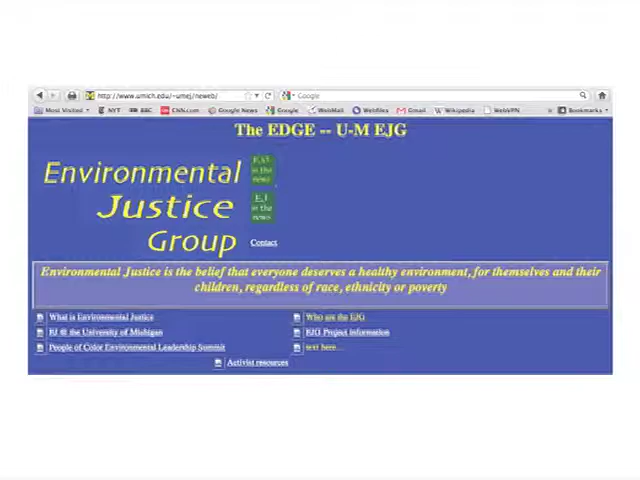 http://www.umich.edu/~umej/neweb/
Google
Most Visited NYT BBC CNN.com Google News Google WebMail Webfiles Gmail Wikipedia WebVPN Bookmarks
The EDGE -- U-M EJG
Environmental
Justice
Group
in the
news
EJ
in the
news
Contact
Environmental Justice is the belief that everyone deserves a healthy environment, for themselves and their
children, regardless of race, ethnicity or poverty
What is Environmental Justice
Who are the EJG
EJ @ the University of Michigan
EJG Project information
People of Color Environmental Leadership Summit
text here...
Activist resources